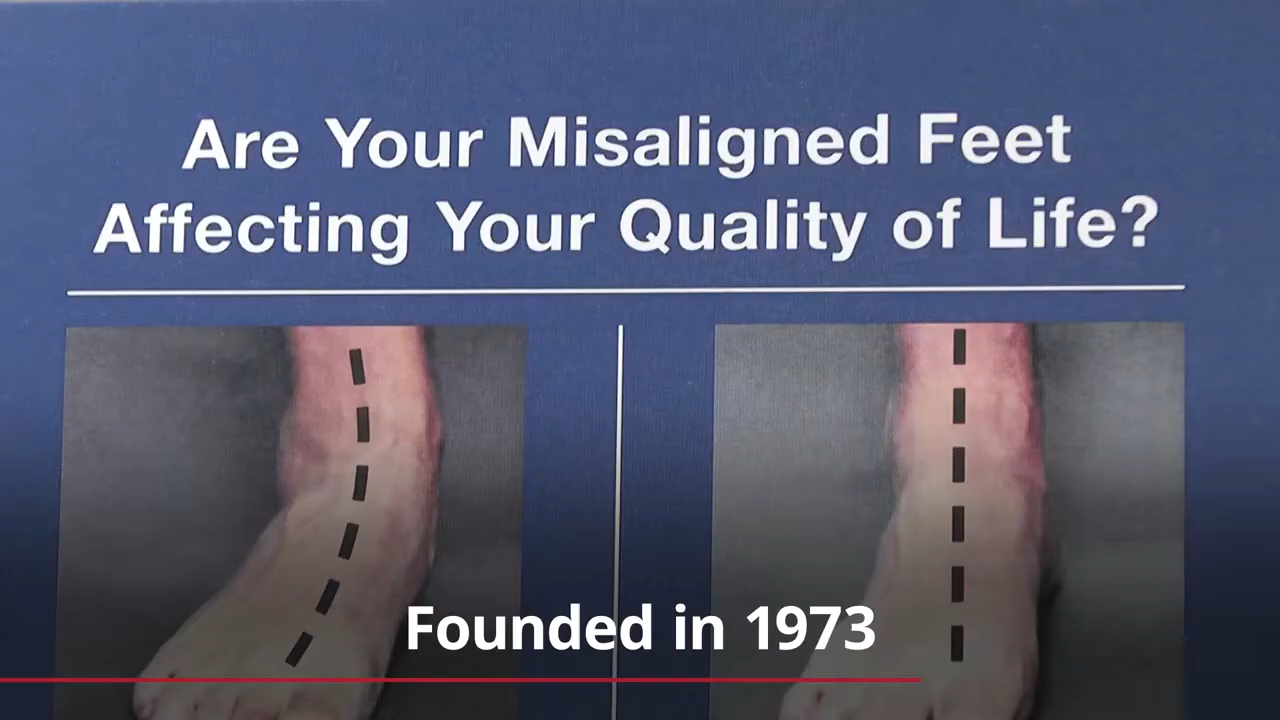 Are Your Misaligned Feet
Affecting Your Quality of Life?
Founded in 1973